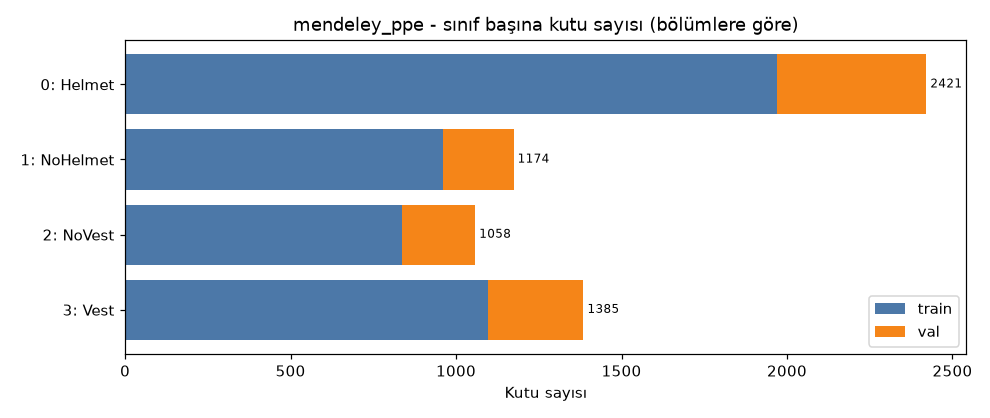 mendeley_ppe - sınıf başına kutu sayısı (bölümlere göre)
0: Helmet
2421
1: NoHelmet
1174
2: NoVest
1058
3: Vest
1385
train
val
0
500
1000
1500
2000
2500
Kutu sayısı